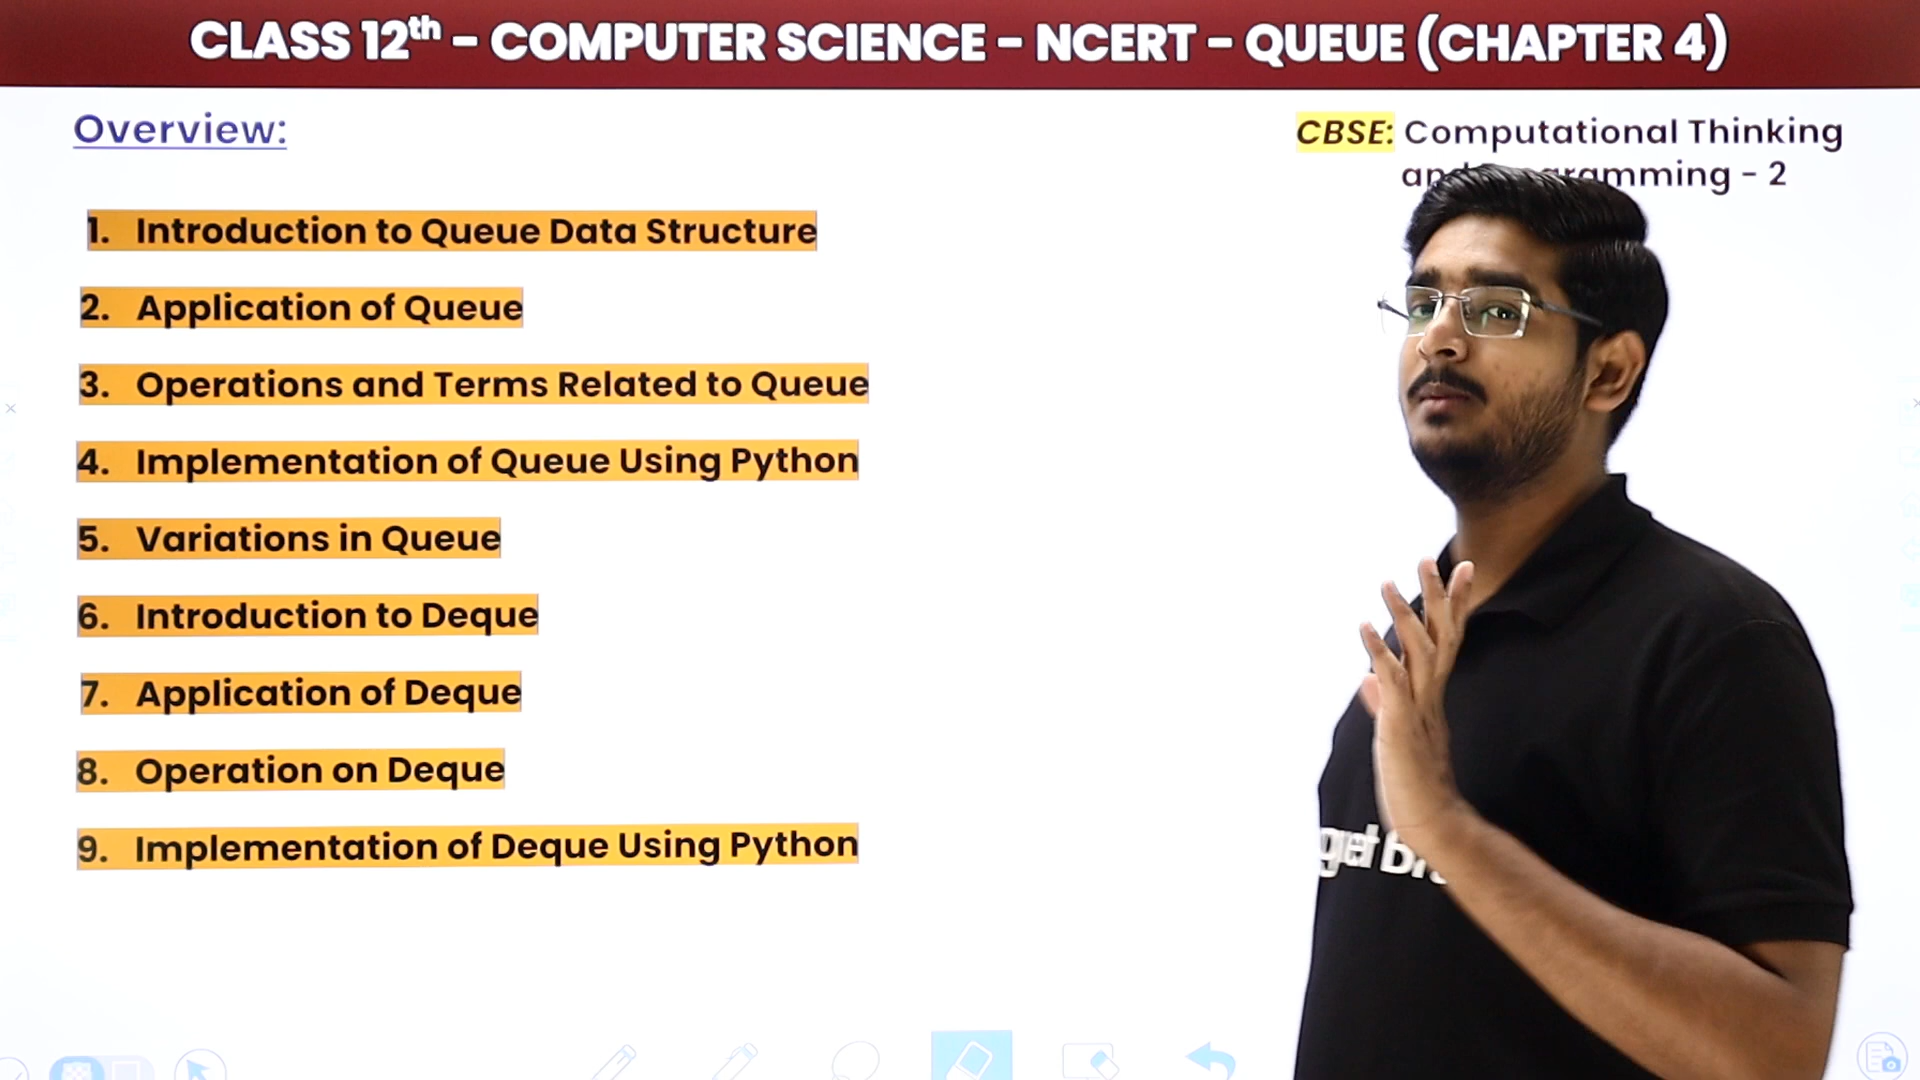 CLASS 12th - COMPUTER SCIENCE - NCERT - QUEUE (CHAPTER 4)
Overview:
CBSE: Computational Thinking
Programming - 2
1. Introduction to Queue Data Structure
2. Application of Queue
3. Operations and Terms Related to Queue
4. Implementation of Queue Using Python
5. Variations in Queue
6. Introduction to Deque
7. Application of Deque
8. Operation on Deque
9. Implementation of Deque Using Python